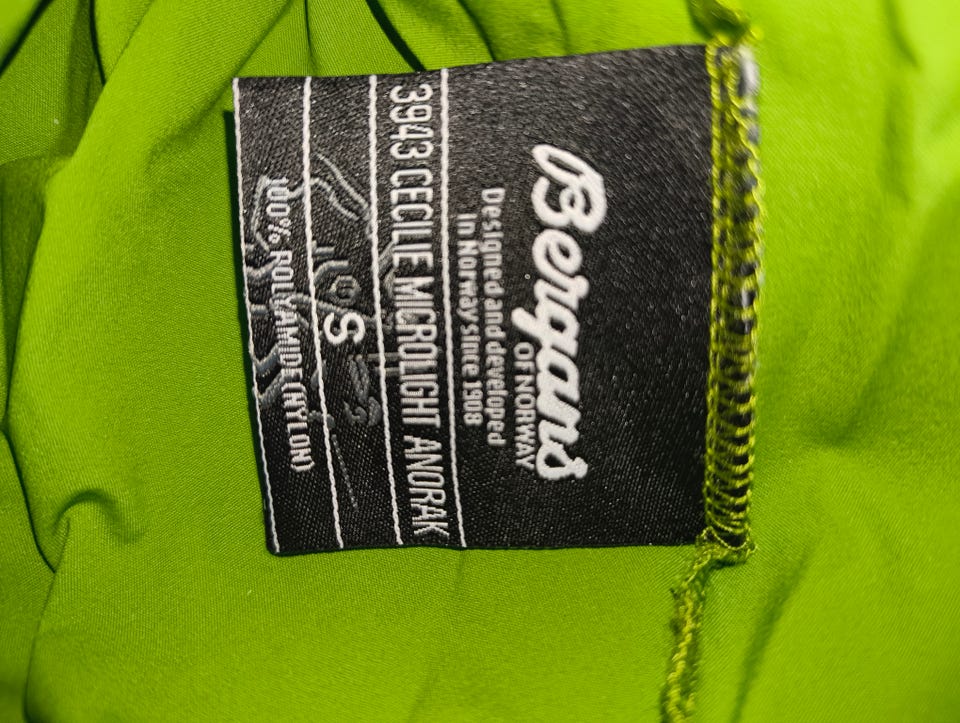 Bergans
OF NORWAY
Designed and developed
in Norway since 1908
3943 CECILIE MICROLIGHT ANORAK
S
100% POLYAMIDE (NYLON)